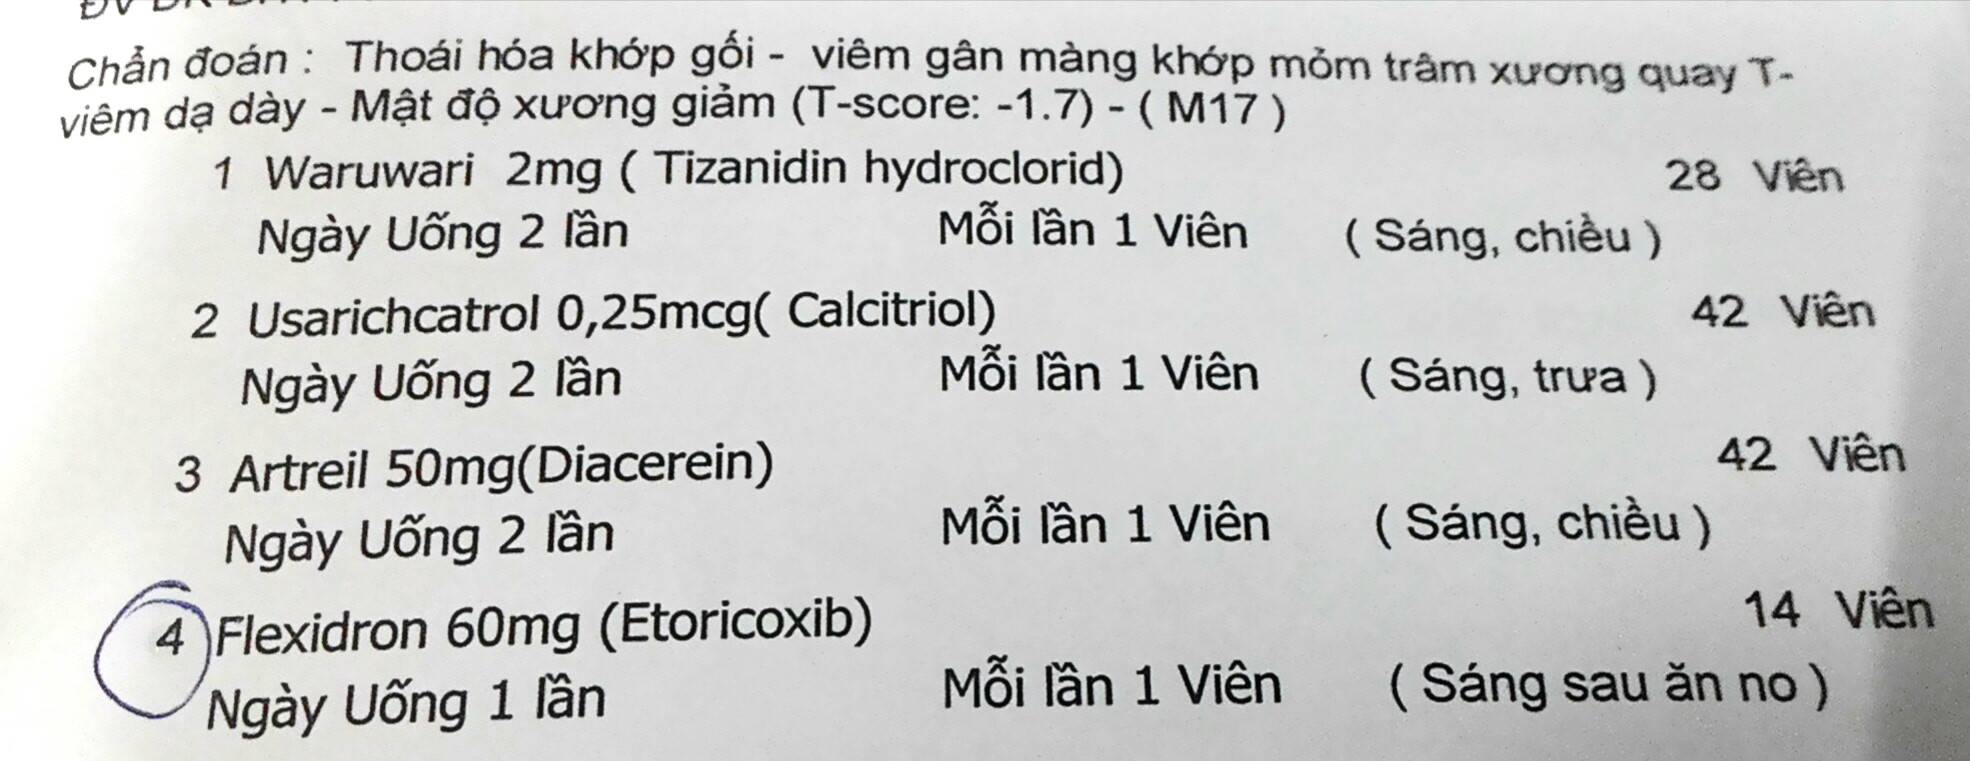 Chẩn đoán : Thoái hóa khớp gối - viêm gân màng khớp mỏm trâm xương quay T-
viêm dạ dày - Mật độ xương giảm (T-score: -1.7) - ( M17 )
1 Waruwari 2mg ( Tizanidin hydroclorid) 28 Viên
Ngày Uống 2 lần Mỗi lần 1 Viên ( Sáng, chiều )
2 Usarichcatrol 0,25mcg( Calcitriol) 42 Viên
Ngày Uống 2 lần Mỗi lần 1 Viên ( Sáng, trưa )
3 Artreil 50mg(Diacerein) 42 Viên
Ngày Uống 2 lần Mỗi lần 1 Viên ( Sáng, chiều )
4 Flexidron 60mg (Etoricoxib) 14 Viên
Ngày Uống 1 lần Mỗi lần 1 Viên ( Sáng sau ăn no )